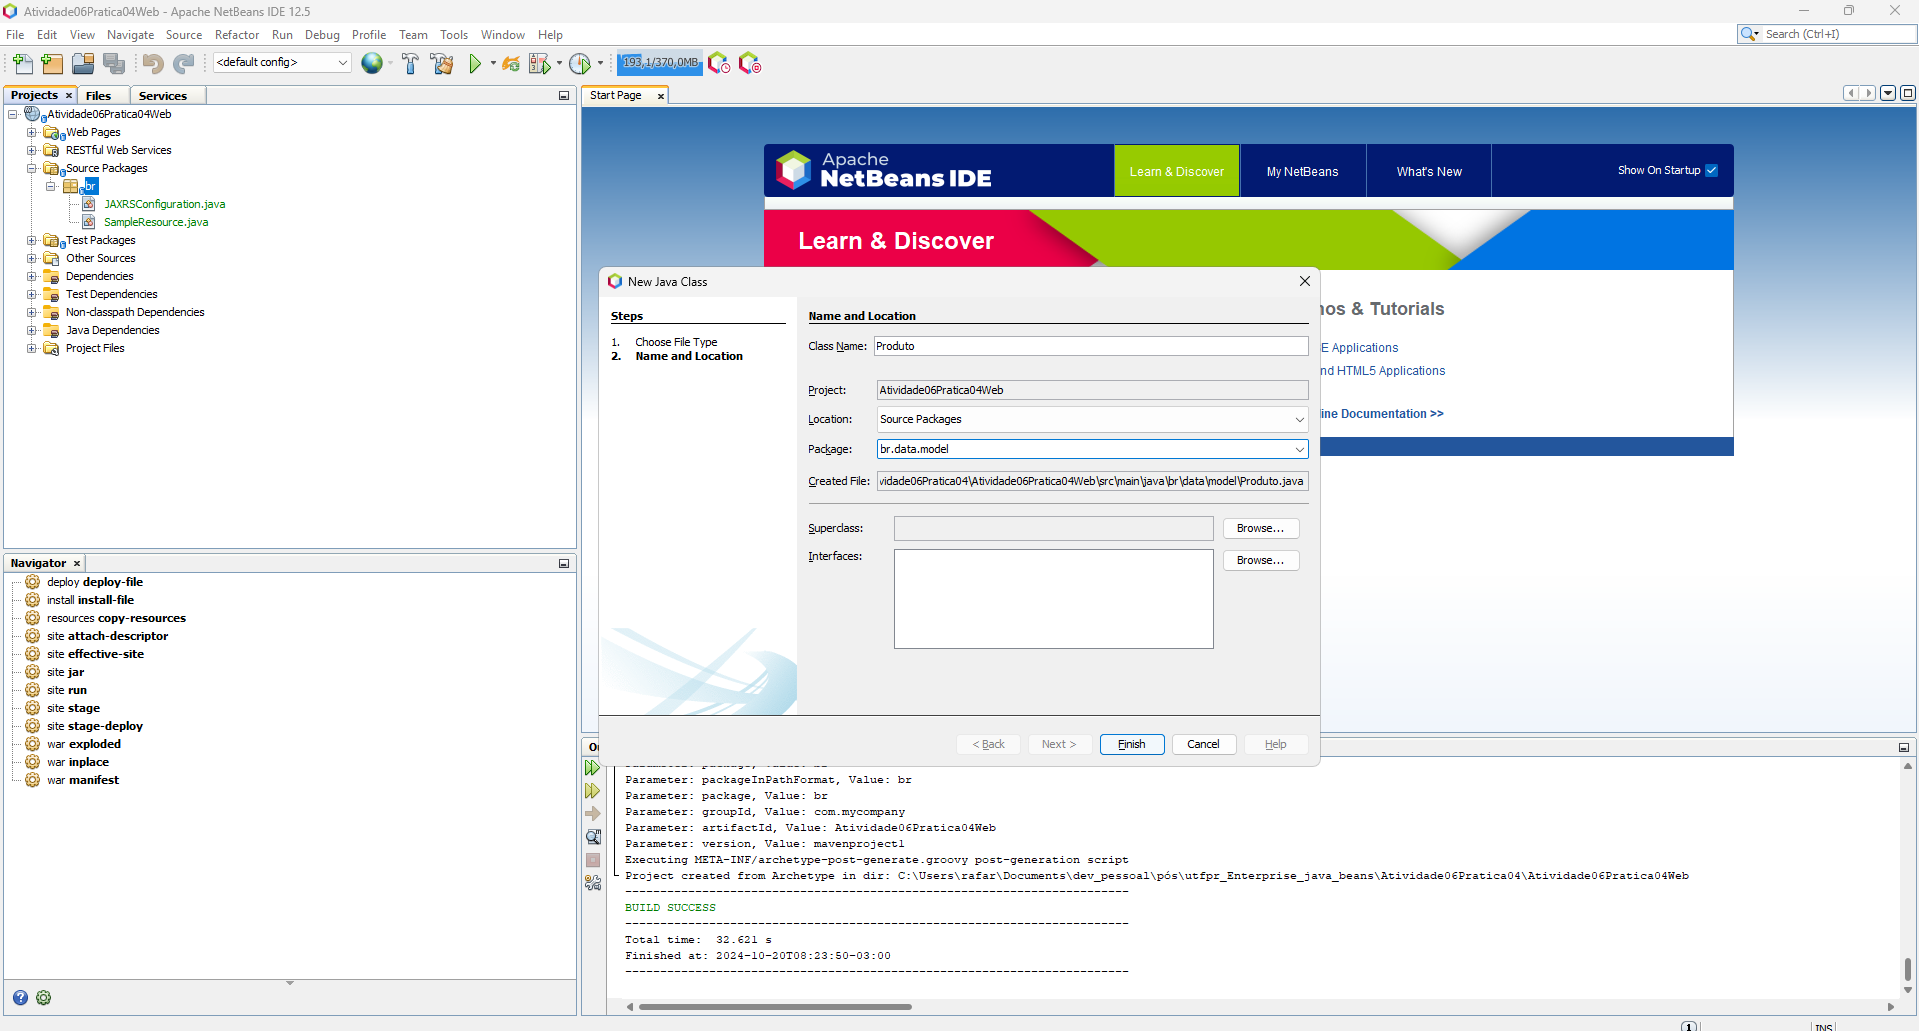 Atividade06Pratica04Web - Apache NetBeans IDE 12.5
File Edit View Navigate Source Refactor Run Debug Profile Team Tools Window Help
Search (Ctrl+I)
<default config>
193,1/370,0MB
Projects Files Services
Atividade06Pratica04Web
Web Pages
RESTful Web Services
Source Packages
br
JAXRSConfiguration.java
SampleResource.java
Test Packages
Other Sources
Dependencies
Test Dependencies
Non-classpath Dependencies
Java Dependencies
Project Files
Navigator
deploy deploy-file
install install-file
resources copy-resources
site attach-descriptor
site effective-site
site jar
site run
site stage
site stage-deploy
war exploded
war inplace
war manifest
Start Page
Apache
NetBeans IDE
Learn & Discover
My NetBeans
What's New
Show On Startup
Learn & Discover
& Tutorials
E Applications
HTML5 Applications
Documentation >>
New Java Class
Steps
1. Choose File Type
2. Name and Location
Name and Location
Class Name: Produto
Project: Atividade06Pratica04Web
Location: Source Packages
Package: br.data.model
Created File: vidade06Pratica04\Atividade06Pratica04Web\src\main\java\br\data\model\Produto.java
Superclass: Browse...
Interfaces: Browse...
< Back Next > Finish Cancel Help
Parameter: packageInPathFormat, Value: br
Parameter: package, Value: br
Parameter: groupId, Value: com.mycompany
Parameter: artifactId, Value: Atividade06Pratica04Web
Parameter: version, Value: mavenproject1
Executing META-INF/archetype-post-generate.groovy post-generation script
Project created from Archetype in dir: C:\Users\rafar\Documents\dev_pessoal\pós\utfpr_Enterprise_java_beans\Atividade06Pratica04\Atividade06Pratica04Web
------------------------------------------------------------------------
BUILD SUCCESS
------------------------------------------------------------------------
Total time:  32.621 s
Finished at: 2024-10-20T08:23:50-03:00
------------------------------------------------------------------------
1 INS